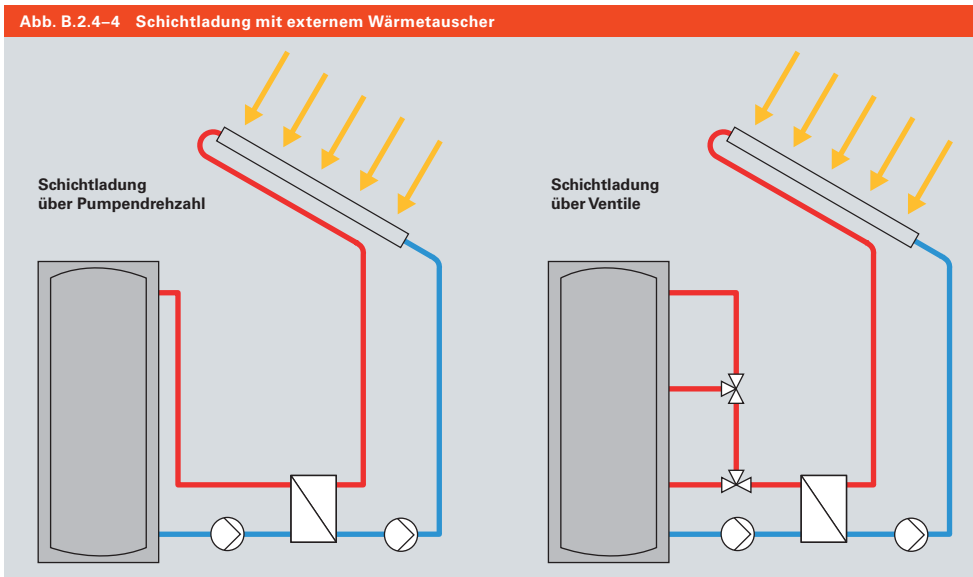 Abb. B.2.4–4 Schichtladung mit externem Wärmetauscher
Schichtladung
über Pumpendrehzahl
Schichtladung
über Ventile